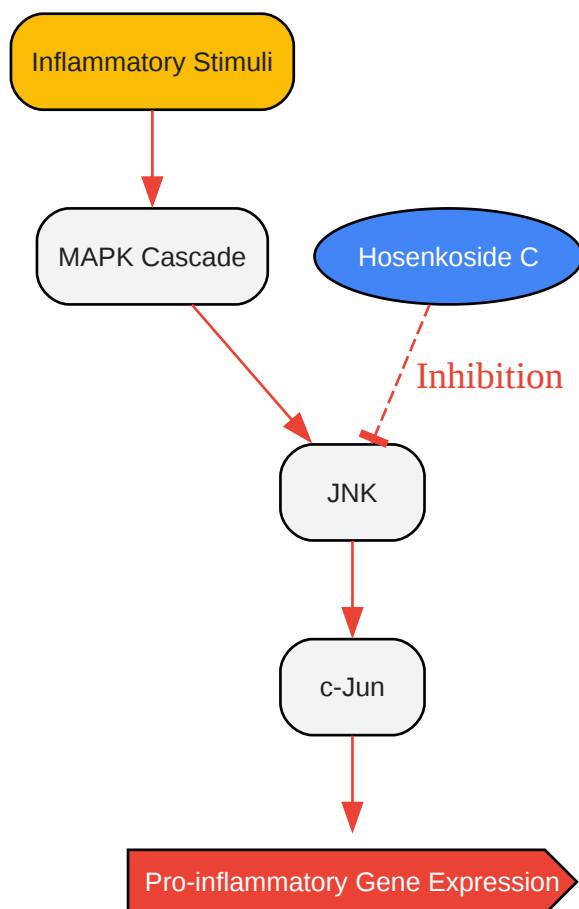 Inflammatory Stimuli
MAPK Cascade
Hosenkoside C
Inhibition
JNK
c-Jun
Pro-inflammatory Gene Expression